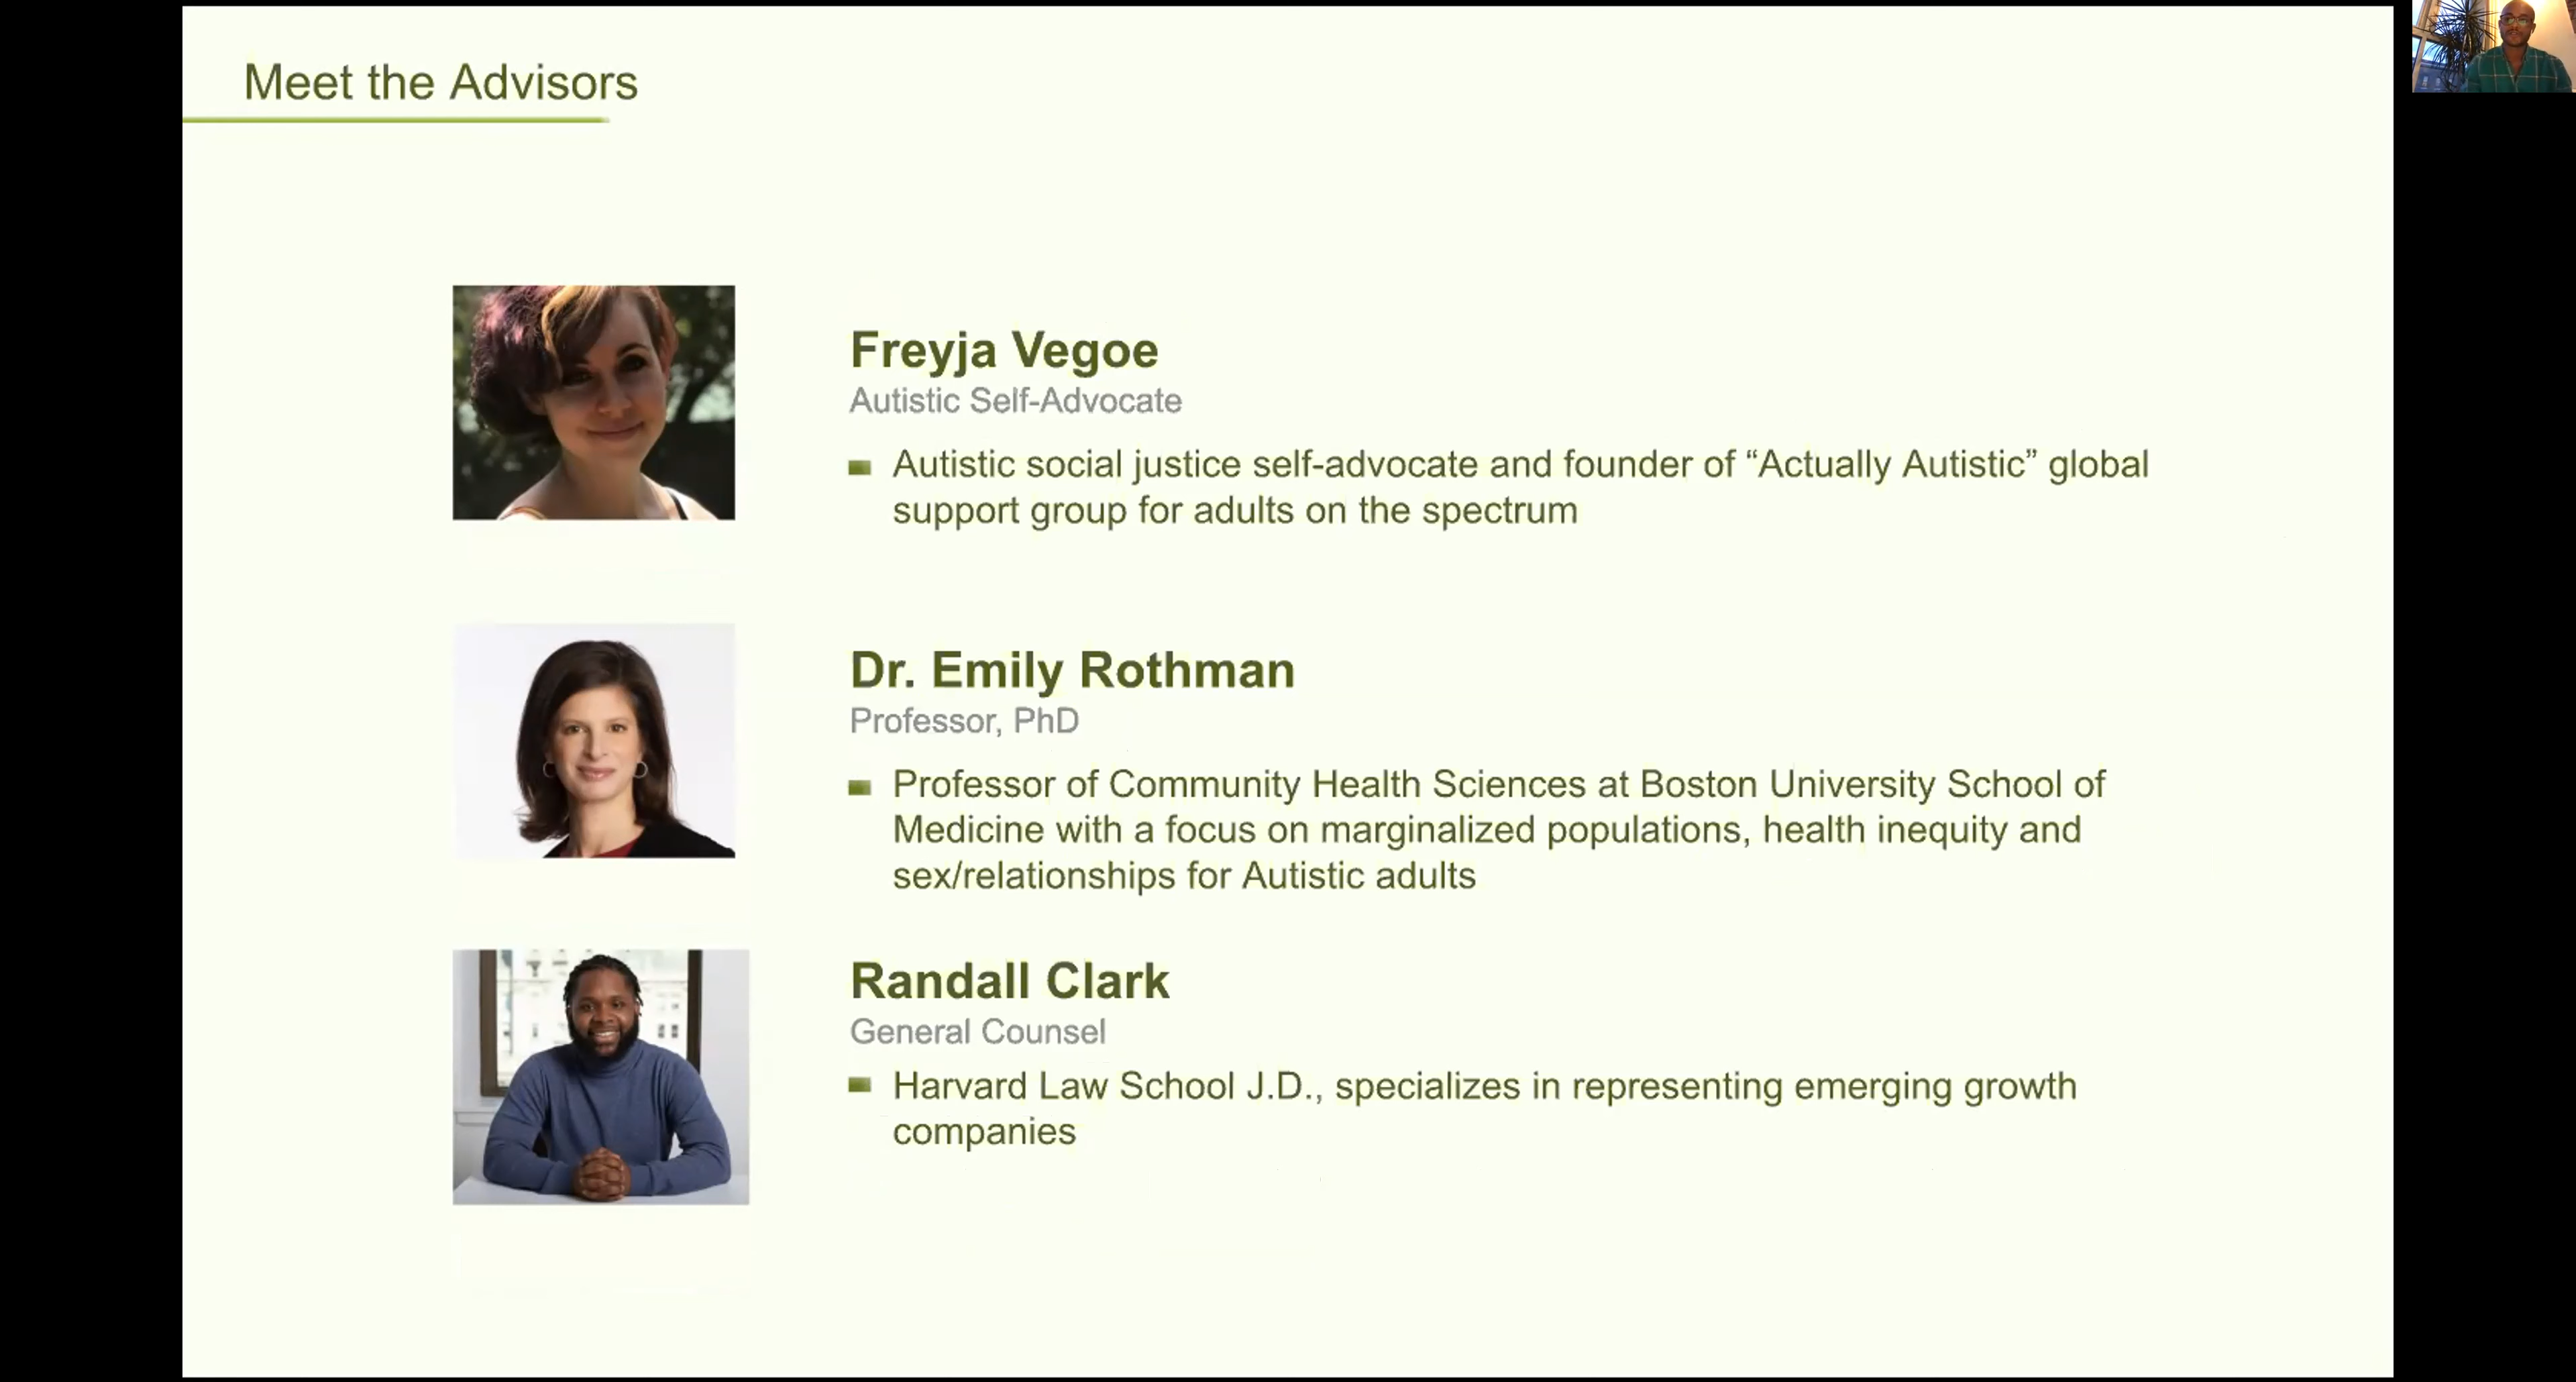 Meet the Advisors
Freyja Vegoe
Autistic Self-Advocate
Autistic social justice self-advocate and founder of “Actually Autistic” global
support group for adults on the spectrum
Dr. Emily Rothman
Professor, PhD
Professor of Community Health Sciences at Boston University School of
Medicine with a focus on marginalized populations, health inequity and
sex/relationships for Autistic adults
Randall Clark
General Counsel
Harvard Law School J.D., specializes in representing emerging growth
companies